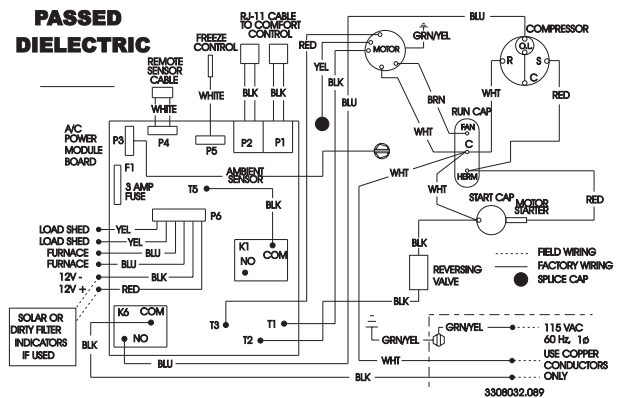 PASSED
DIELECTRIC
FREEZE
CONTROL
RJ-11 CABLE
TO COMFORT
CONTROL
REMOTE
SENSOR
CABLE
WHITE
WHITE
BLK
BLK
RED
YEL
BLK
BLU
MOTOR
GRN/YEL
BLU
COMPRESSOR
O.L.
R
S
C
WHT
RED
BRN
RUN CAP
FAN
C
HERM
WHT
WHT
WHT
START CAP
MOTOR
STARTER
RED
A/C
POWER
MODULE
BOARD
P3
P4
P5
P2
P1
F1
3 AMP
FUSE
AMBIENT
SENSOR
T5
BLK
P6
LOAD SHED
YEL
LOAD SHED
YEL
FURNACE
BLU
FURNACE
BLU
12V -
BLK
12V +
RED
K1
COM
NO
SOLAR OR
DIRTY FILTER
INDICATORS
IF USED
K6
COM
NO
BLK
T3
T1
T2
BLU
BLK
BLK
REVERSING
VALVE
BLK
FIELD WIRING
FACTORY WIRING
SPLICE CAP
GRN/YEL
GRN/YEL
115 VAC
60 Hz, 1ø
WHT
USE COPPER
CONDUCTORS
ONLY
BLK
3308032.089